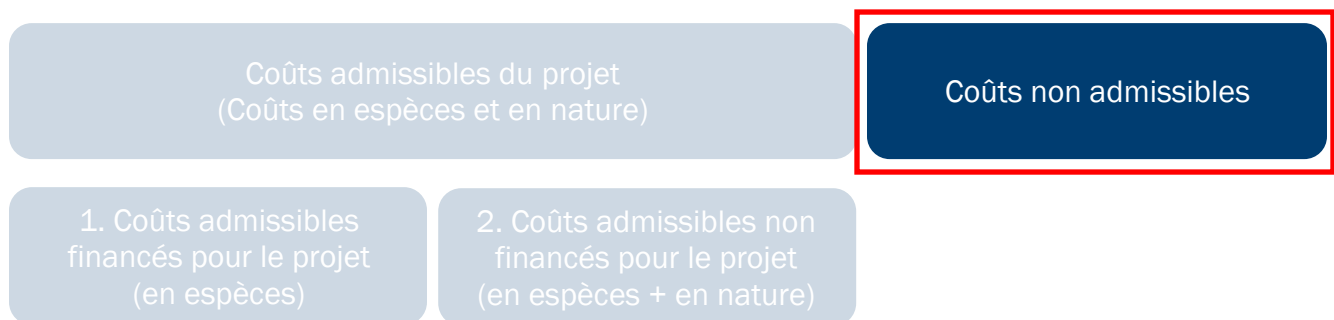 Coûts admissibles du projet
(Coûts en espèces et en nature)
Coûts non admissibles
1. Coûts admissibles
financés pour le projet
(en espèces)
2. Coûts admissibles non
financés pour le projet
(en espèces + en nature)